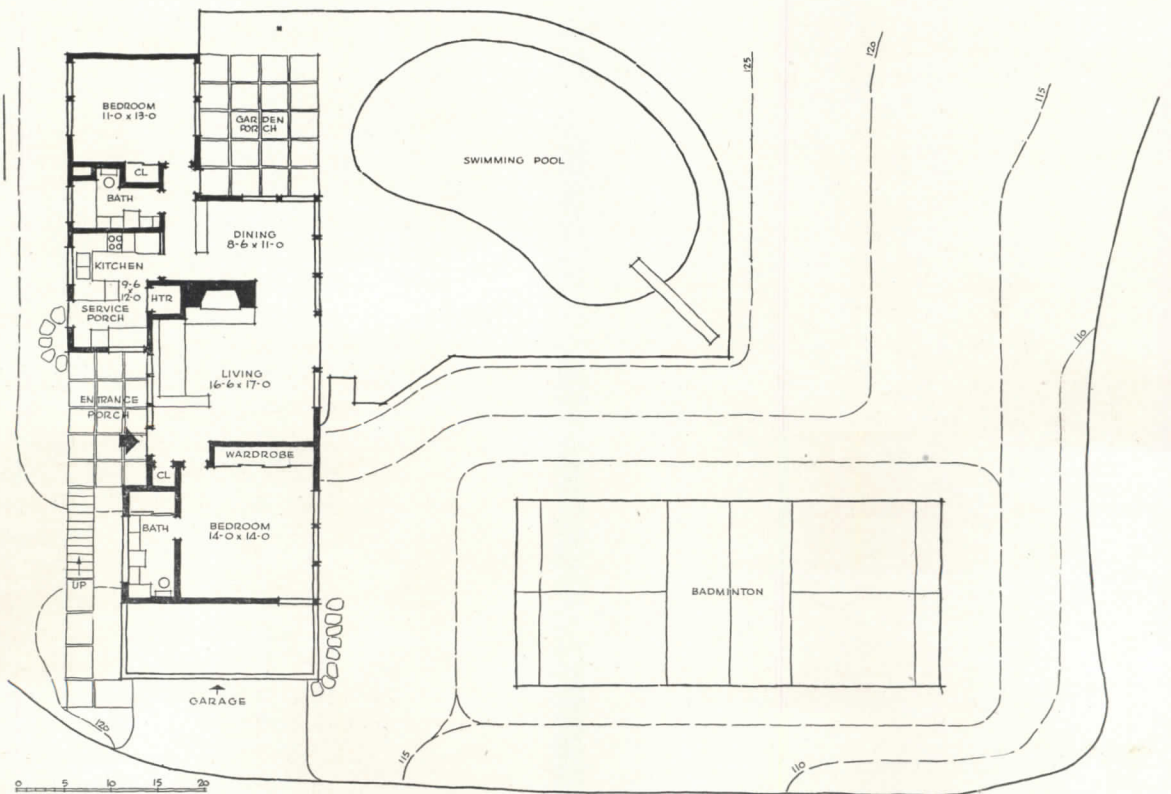 120
125
115
BEDROOM
11-0 x 13-0
GARDEN
PORCH
SWIMMING POOL
CL
BATH
DINING
8-6 x 11-0
KITCHEN
9-6
x
12-0
HTR
SERVICE
PORCH
110
LIVING
16-6 x 17-0
ENTRANCE
PORCH
WARDROBE
CL
BATH
BEDROOM
14-0 x 14-0
UP
BADMINTON
GARAGE
120
115
110
0 5 10 15 20